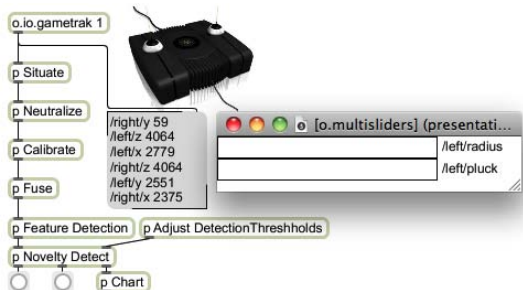 o.io.gametrak 1
p Situate
p Neutralize
p Calibrate
p Fuse
p Feature Detection
p Adjust DetectionThreshholds
p Novelty Detect
p Chart
/right/y 59
/left/z 4064
/left/x 2779
/right/z 4064
/left/y 2551
/right/x 2375
[o.multisliders] (presentati...
/left/radius
/left/pluck